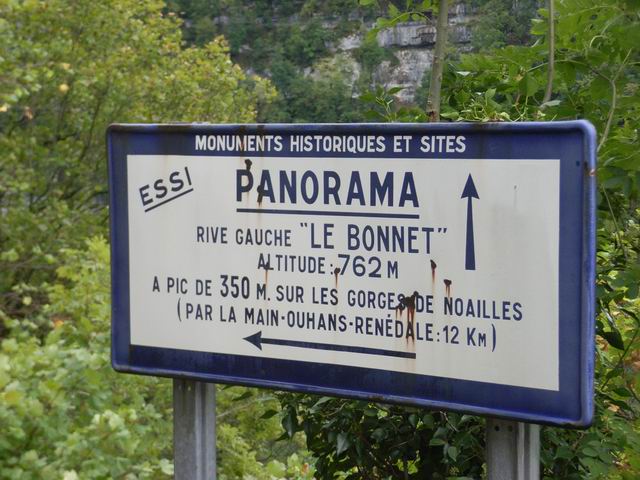 MONUMENTS HISTORIQUES ET SITES
ESSI
PANORAMA
RIVE GAUCHE "LE BONNET"
ALTITUDE: 762 M
A PIC DE 350 M. SUR LES GORGES DE NOAILLES
(PAR LA MAIN-OUHANS-RENÉDALE: 12 KM)